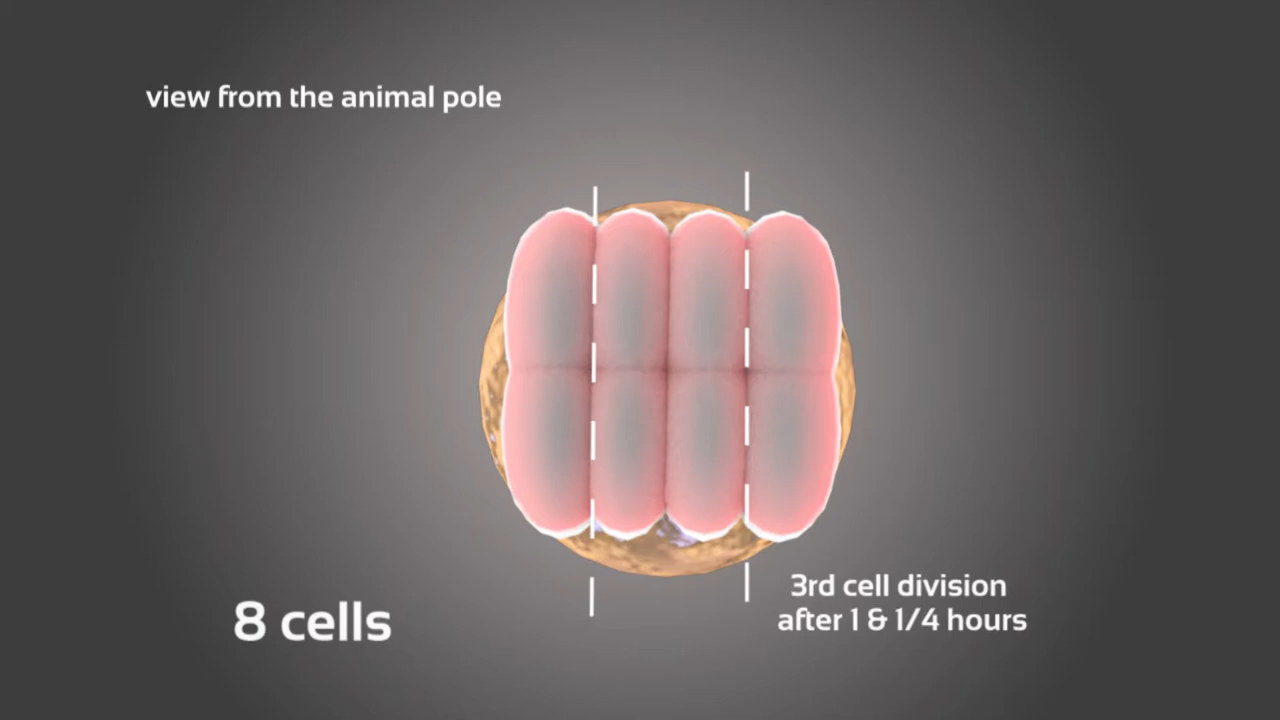 view from the animal pole
8 cells
3rd cell division
after 1 & 1/4 hours